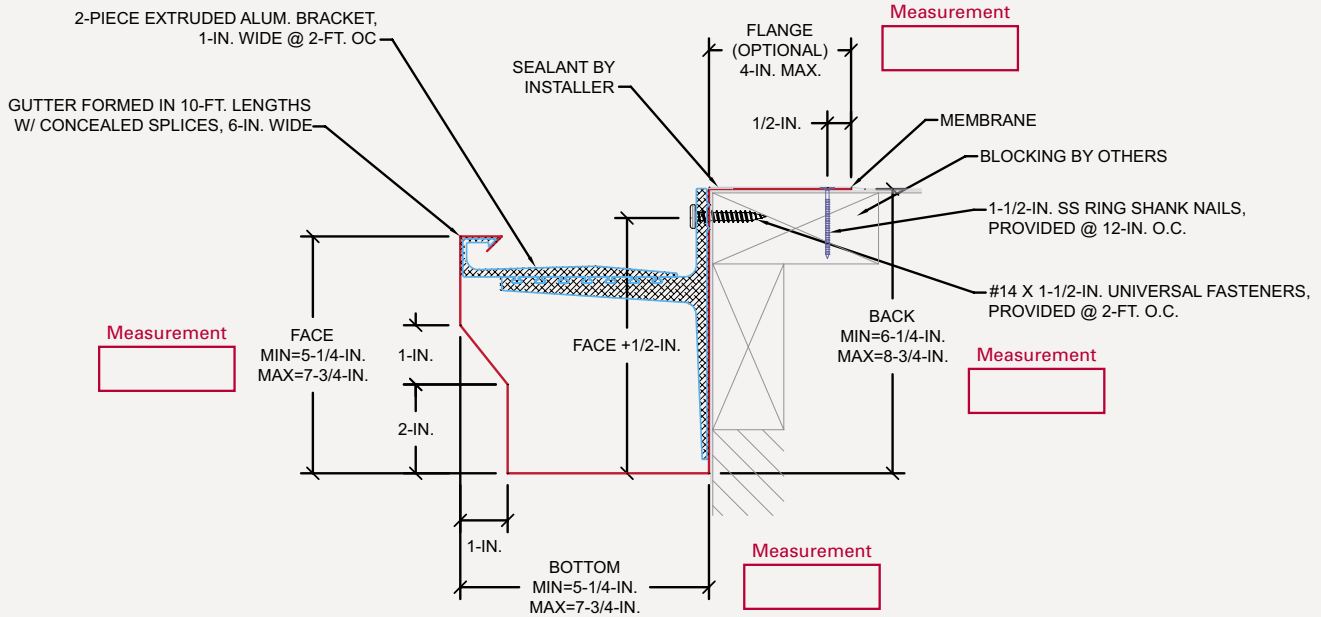 2-PIECE EXTRUDED ALUM. BRACKET,
1-IN. WIDE @ 2-FT. OC
GUTTER FORMED IN 10-FT. LENGTHS
W/ CONCEALED SPLICES, 6-IN. WIDE
SEALANT BY
INSTALLER
FLANGE
(OPTIONAL)
4-IN. MAX.
Measurement
1/2-IN.
MEMBRANE
BLOCKING BY OTHERS
1-1/2-IN. SS RING SHANK NAILS,
PROVIDED @ 12-IN. O.C.
#14 X 1-1/2-IN. UNIVERSAL FASTENERS,
PROVIDED @ 2-FT. O.C.
Measurement
FACE
MIN=5-1/4-IN.
MAX=7-3/4-IN.
1-IN.
2-IN.
FACE +1/2-IN.
BACK
MIN=6-1/4-IN.
MAX=8-3/4-IN.
Measurement
1-IN.
BOTTOM
MIN=5-1/4-IN.
MAX=7-3/4-IN.
Measurement